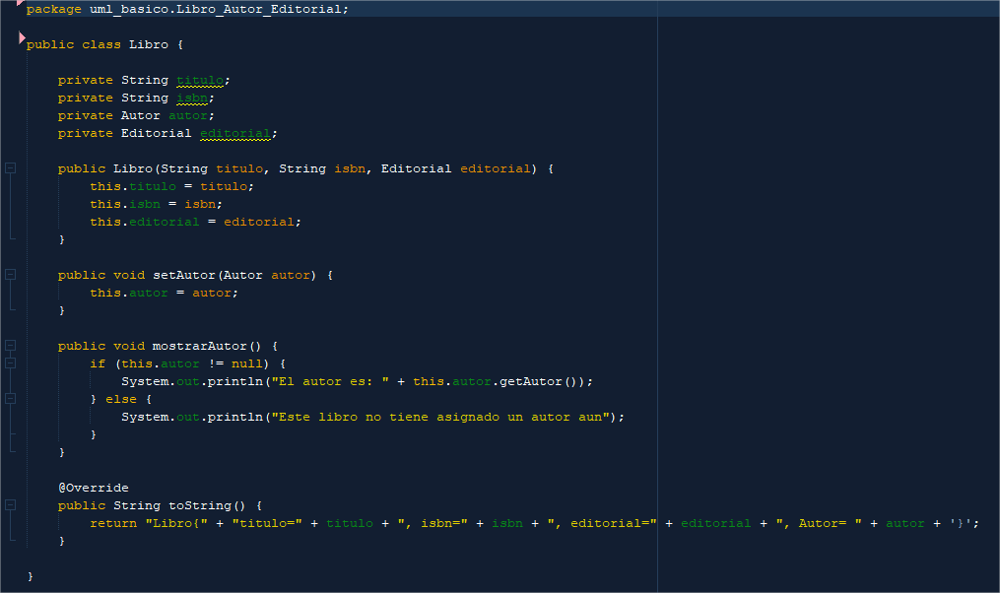 package uml_basico.Libro_Autor_Editorial;
public class Libro {
private String titulo;
private String isbn;
private Autor autor;
private Editorial editorial;
public Libro(String titulo, String isbn, Editorial editorial) {
this.titulo = titulo;
this.isbn = isbn;
this.editorial = editorial;
}
public void setAutor(Autor autor) {
this.autor = autor;
}
public void mostrarAutor() {
if (this.autor != null) {
System.out.println("El autor es: " + this.autor.getAutor());
} else {
System.out.println("Este libro no tiene asignado un autor aun");
}
}
@Override
public String toString() {
return "Libro{" + "titulo=" + titulo + ", isbn=" + isbn + ", editorial=" + editorial + ", Autor= " + autor + '}';
}
}